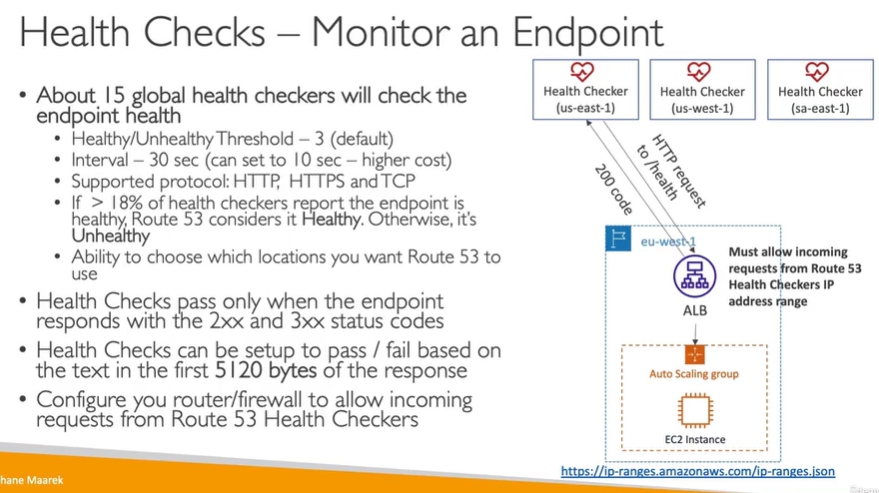 Health Checks – Monitor an Endpoint
• About 15 global health checkers will check the
endpoint health
• Healthy/Unhealthy Threshold – 3 (default)
• Interval – 30 sec (can set to 10 sec – higher cost)
• Supported protocol: HTTP, HTTPS and TCP
• If > 18% of health checkers report the endpoint is
healthy, Route 53 considers it Healthy. Otherwise, it's
Unhealthy
• Ability to choose which locations you want Route 53 to
use
• Health Checks pass only when the endpoint
responds with the 2xx and 3xx status codes
• Health Checks can be setup to pass / fail based on
the text in the first 5120 bytes of the response
• Configure you router/firewall to allow incoming
requests from Route 53 Health Checkers
Health Checker
(us-east-1)
Health Checker
(us-west-1)
Health Checker
(sa-east-1)
HTTP request
to /health
200 code
eu-west-1
Must allow incoming
requests from Route 53
Health Checkers IP
address range
ALB
Auto Scaling group
EC2 Instance
https://ip-ranges.amazonaws.com/ip-ranges.json
hane Maarek